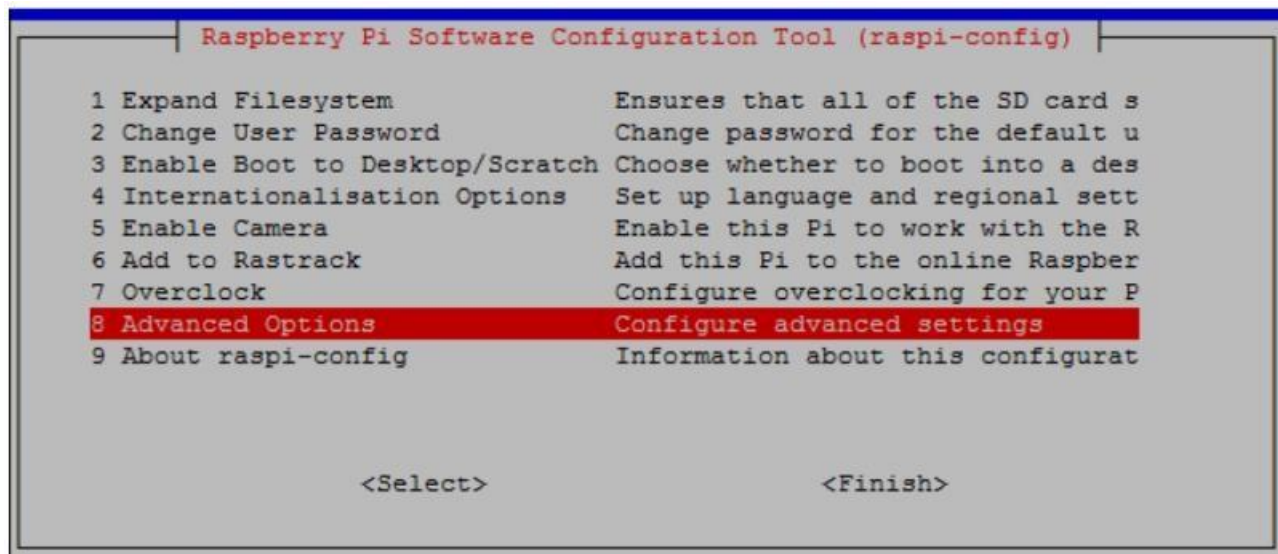 Raspberry Pi Software Configuration Tool (raspi-config)
1 Expand Filesystem Ensures that all of the SD card s
2 Change User Password Change password for the default u
3 Enable Boot to Desktop/Scratch Choose whether to boot into a des
4 Internationalisation Options Set up language and regional sett
5 Enable Camera Enable this Pi to work with the R
6 Add to Rastrack Add this Pi to the online Raspber
7 Overclock Configure overclocking for your P
8 Advanced Options Configure advanced settings
9 About raspi-config Information about this configurat
<Select> <Finish>